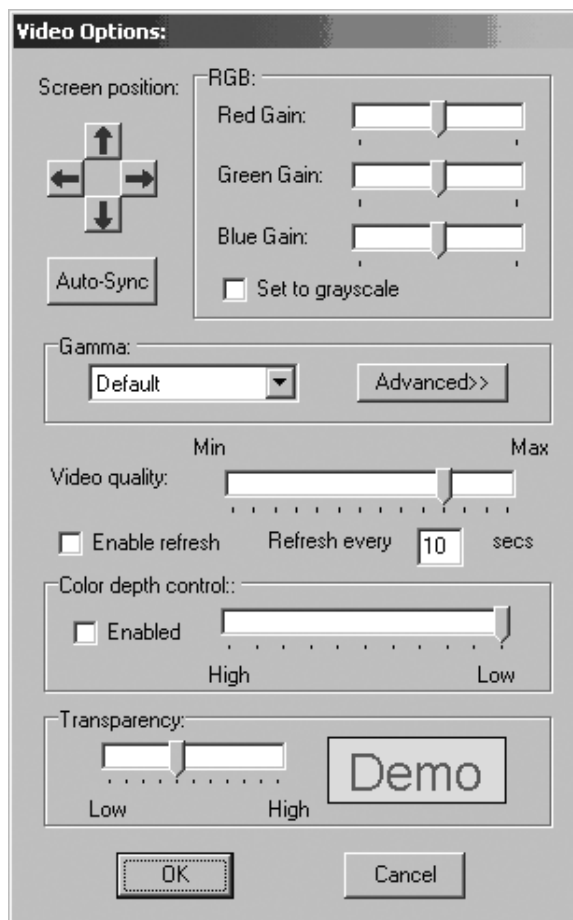 Video Options:
Screen position:
Auto-Sync
RGB:
Red Gain:
Green Gain:
Blue Gain:
Set to grayscale
Gamma:
Default
Advanced>>
Min Max
Video quality:
Enable refresh Refresh every 10 secs
Color depth control::
Enabled
High Low
Transparency:
Low High
Demo
OK Cancel